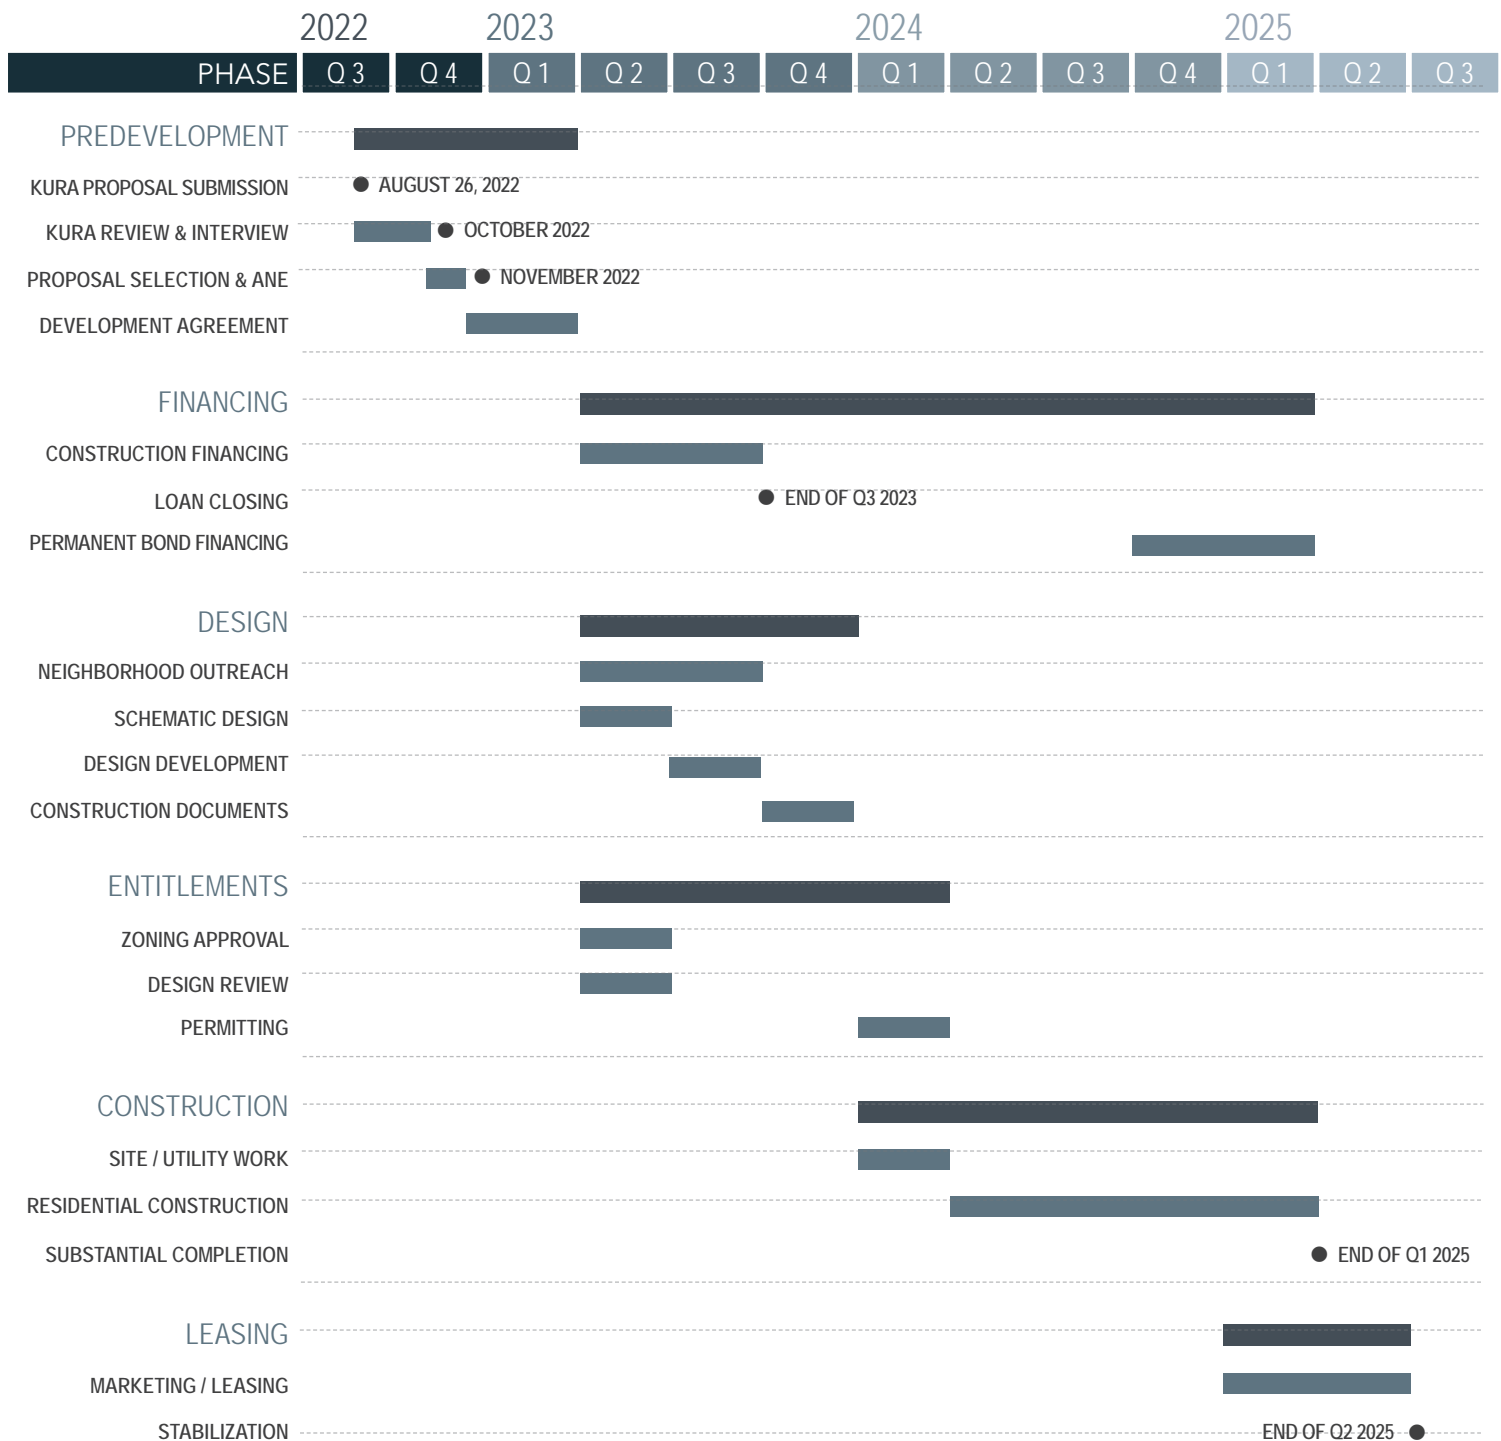 2022 2023 2024 2025
PHASE Q 3 Q 4 Q 1 Q 2 Q 3 Q 4 Q 1 Q 2 Q 3 Q 4 Q 1 Q 2 Q 3
PREDEVELOPMENT
KURA PROPOSAL SUBMISSION AUGUST 26, 2022
KURA REVIEW & INTERVIEW OCTOBER 2022
PROPOSAL SELECTION & ANE NOVEMBER 2022
DEVELOPMENT AGREEMENT
FINANCING
CONSTRUCTION FINANCING
LOAN CLOSING END OF Q3 2023
PERMANENT BOND FINANCING
DESIGN
NEIGHBORHOOD OUTREACH
SCHEMATIC DESIGN
DESIGN DEVELOPMENT
CONSTRUCTION DOCUMENTS
ENTITLEMENTS
ZONING APPROVAL
DESIGN REVIEW
PERMITTING
CONSTRUCTION
SITE / UTILITY WORK
RESIDENTIAL CONSTRUCTION
SUBSTANTIAL COMPLETION END OF Q1 2025
LEASING
MARKETING / LEASING
STABILIZATION END OF Q2 2025